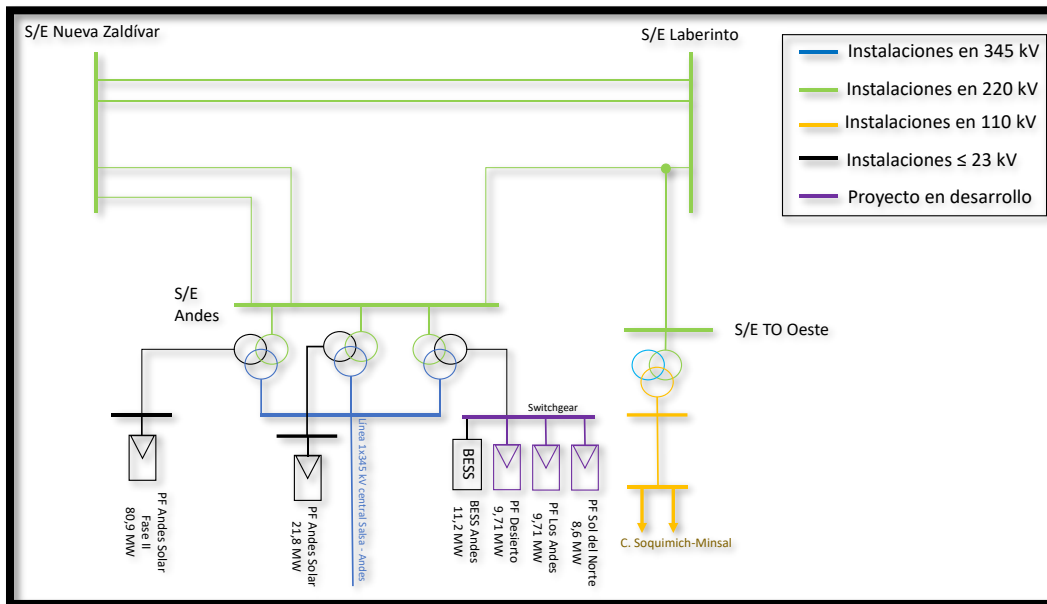 S/E Nueva Zaldívar
S/E Laberinto
Instalaciones en 345 kV
Instalaciones en 220 kV
Instalaciones en 110 kV
Instalaciones ≤ 23 kV
Proyecto en desarrollo
S/E
Andes
S/E TO Oeste
Switchgear
Línea 1x345 kV central Salsa - Andes
BESS
PF Andes Solar
Fase II
80,9 MW
PF Andes Solar
21,8 MW
BESS Andes
11,2 MW
PF Desierto
9,71 MW
PF Los Andes
9,71 MW
PF Sol del Norte
8,6 MW
C. Soquimich-Minsal